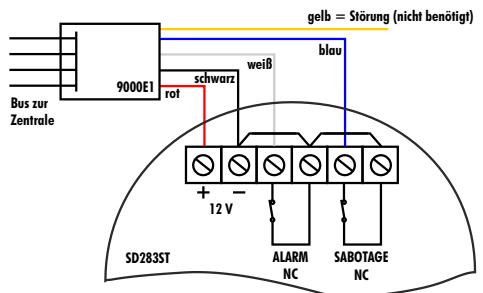 gelb = Störung (nicht benötigt)
blau
weiß
schwarz
9000E1
rot
Bus zur
Zentrale
+ –
12 V
SD283ST
ALARM
NC
SABOTAGE
NC